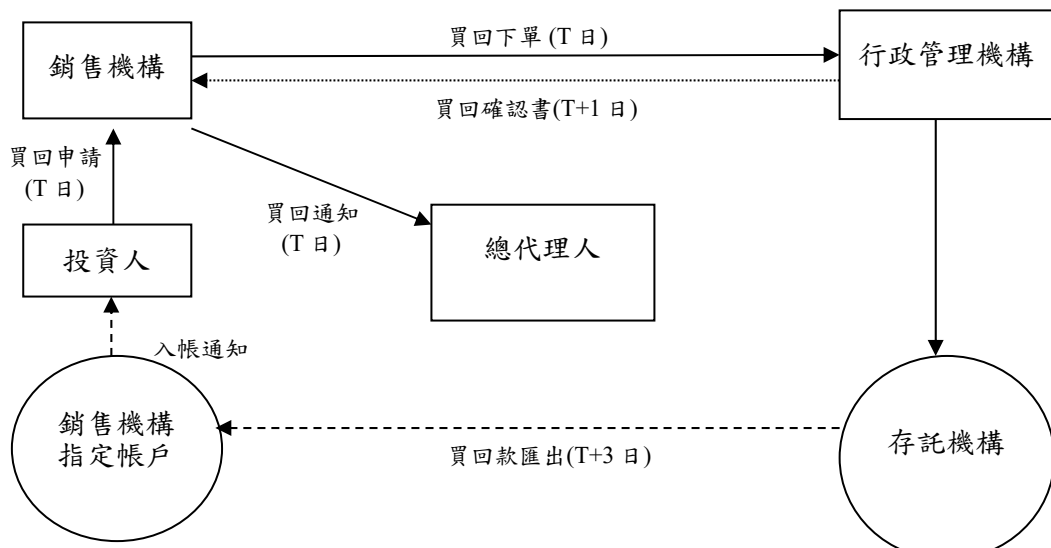 買回下單 (T 日)
銷售機構
行政管理機構
買回確認書(T+1 日)
買回申請
(T 日)
買回通知
(T 日)
總代理人
投資人
入帳通知
銷售機構
指定帳戶
買回款匯出(T+3 日)
存託機構